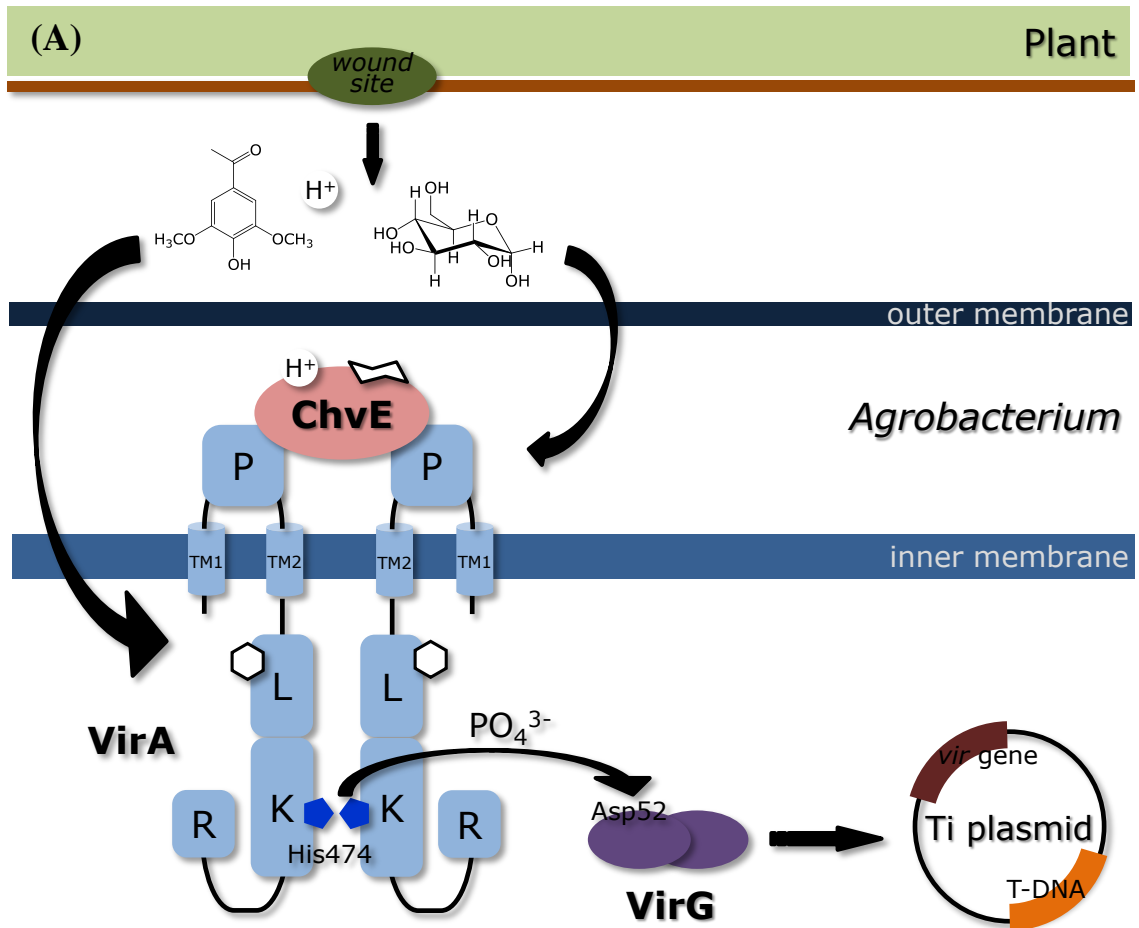 (A)
Plant
wound
site
O
H⁺
H₃CO
OCH₃
OH
OH
H
H
O
HO
HO
H
OH
H
H
OH
outer membrane
H⁺
ChvE
Agrobacterium
P
P
TM1
TM2
TM2
TM1
inner membrane
L
L
VirA
PO₄³⁻
vir gene
R
K
K
R
His474
Asp52
Ti plasmid
T-DNA
VirG